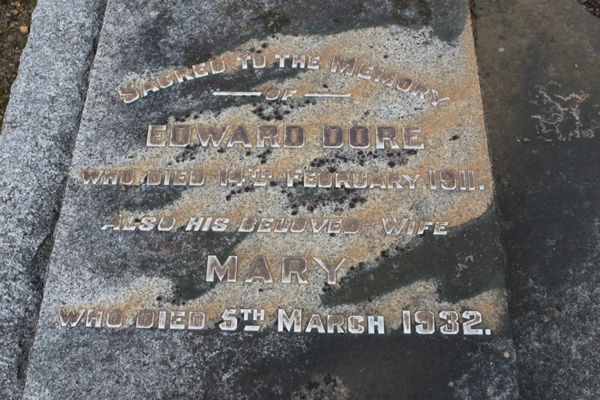 SACRED TO THE MEMORY
OF
EDWARD DORE
WHO DIED 14TH FEBRUARY 1911.
ALSO HIS BELOVED WIFE
MARY
WHO DIED 5TH MARCH 1932.